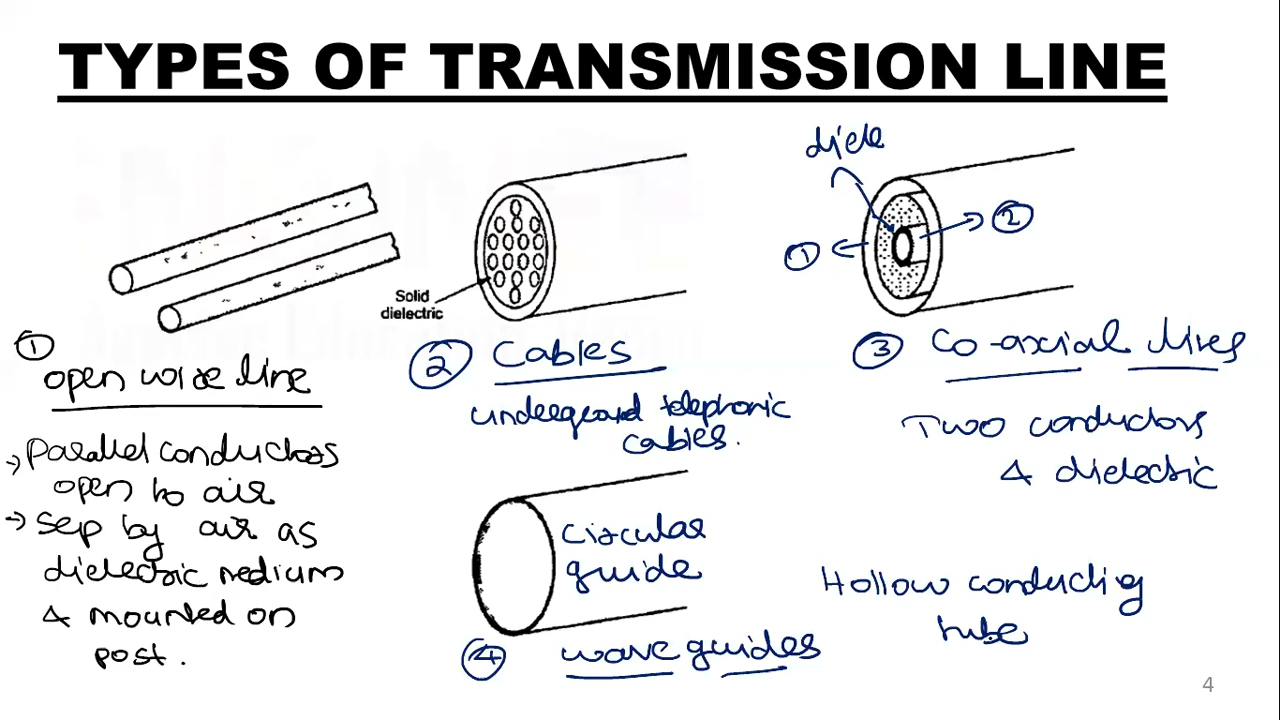 TYPES OF TRANSMISSION LINE
Solid
dielectric
diele
①
②
①
open wire line
→ Parallel conductors
open to air
→ Sep by air as
dielectric medium
& mounted on
post.
② Cables
underground telephonic
cables.
③ Co-axial lines
Two conductors
& dielectric
Circular
guide
④ wave guides
Hollow conducting
tube
4